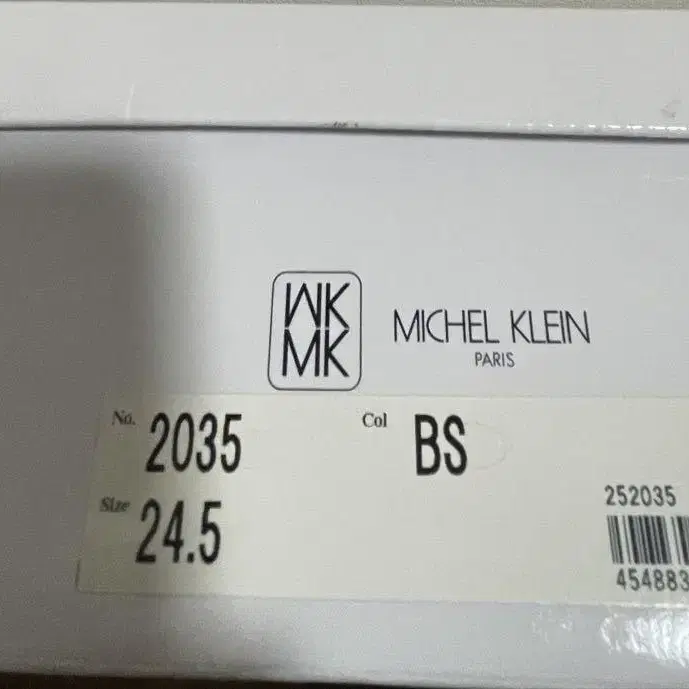 MK
MK
MICHEL KLEIN
PARIS
No. 2035 Col BS
Size 24.5
252035
454883